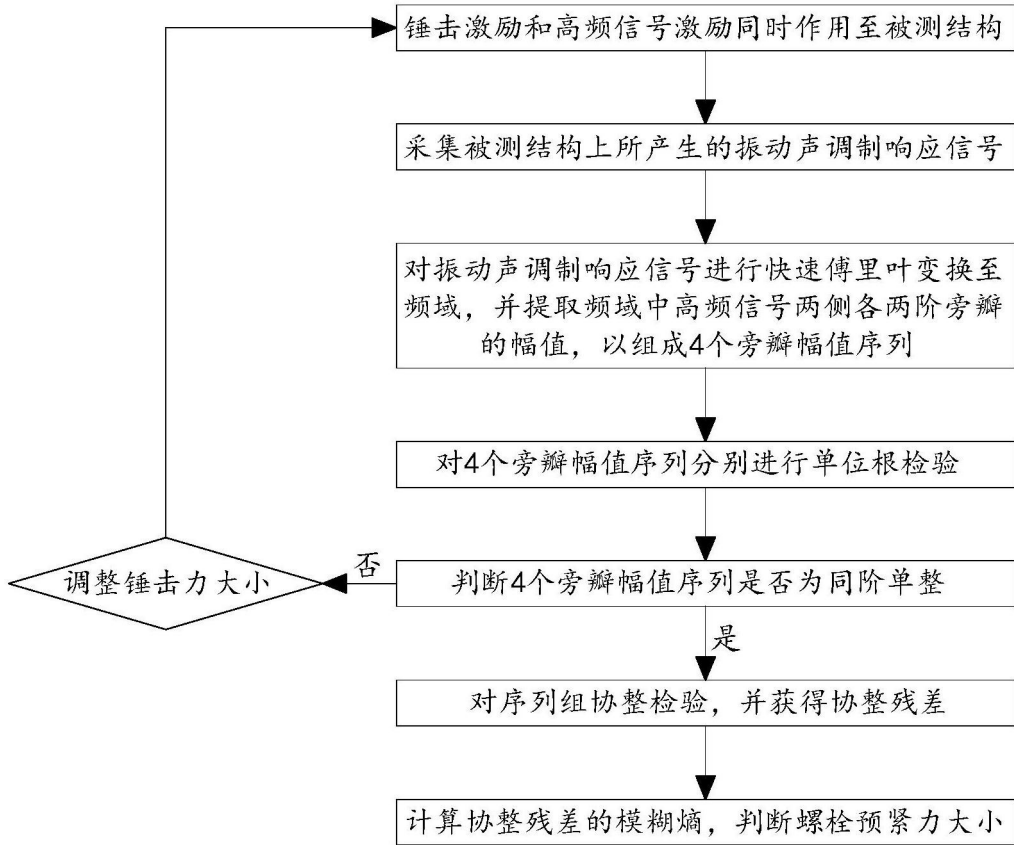 锤击激励和高频信号激励同时作用至被测结构
采集被测结构上所产生的振动声调制响应信号
对振动声调制响应信号进行快速傅里叶变换至
频域，并提取频域中高频信号两侧各两阶旁瓣
的幅值，以组成4个旁瓣幅值序列
对4个旁瓣幅值序列分别进行单位根检验
调整锤击力大小
否
判断4个旁瓣幅值序列是否为同阶单整
是
对序列组协整检验，并获得协整残差
计算协整残差的模糊熵，判断螺栓预紧力大小